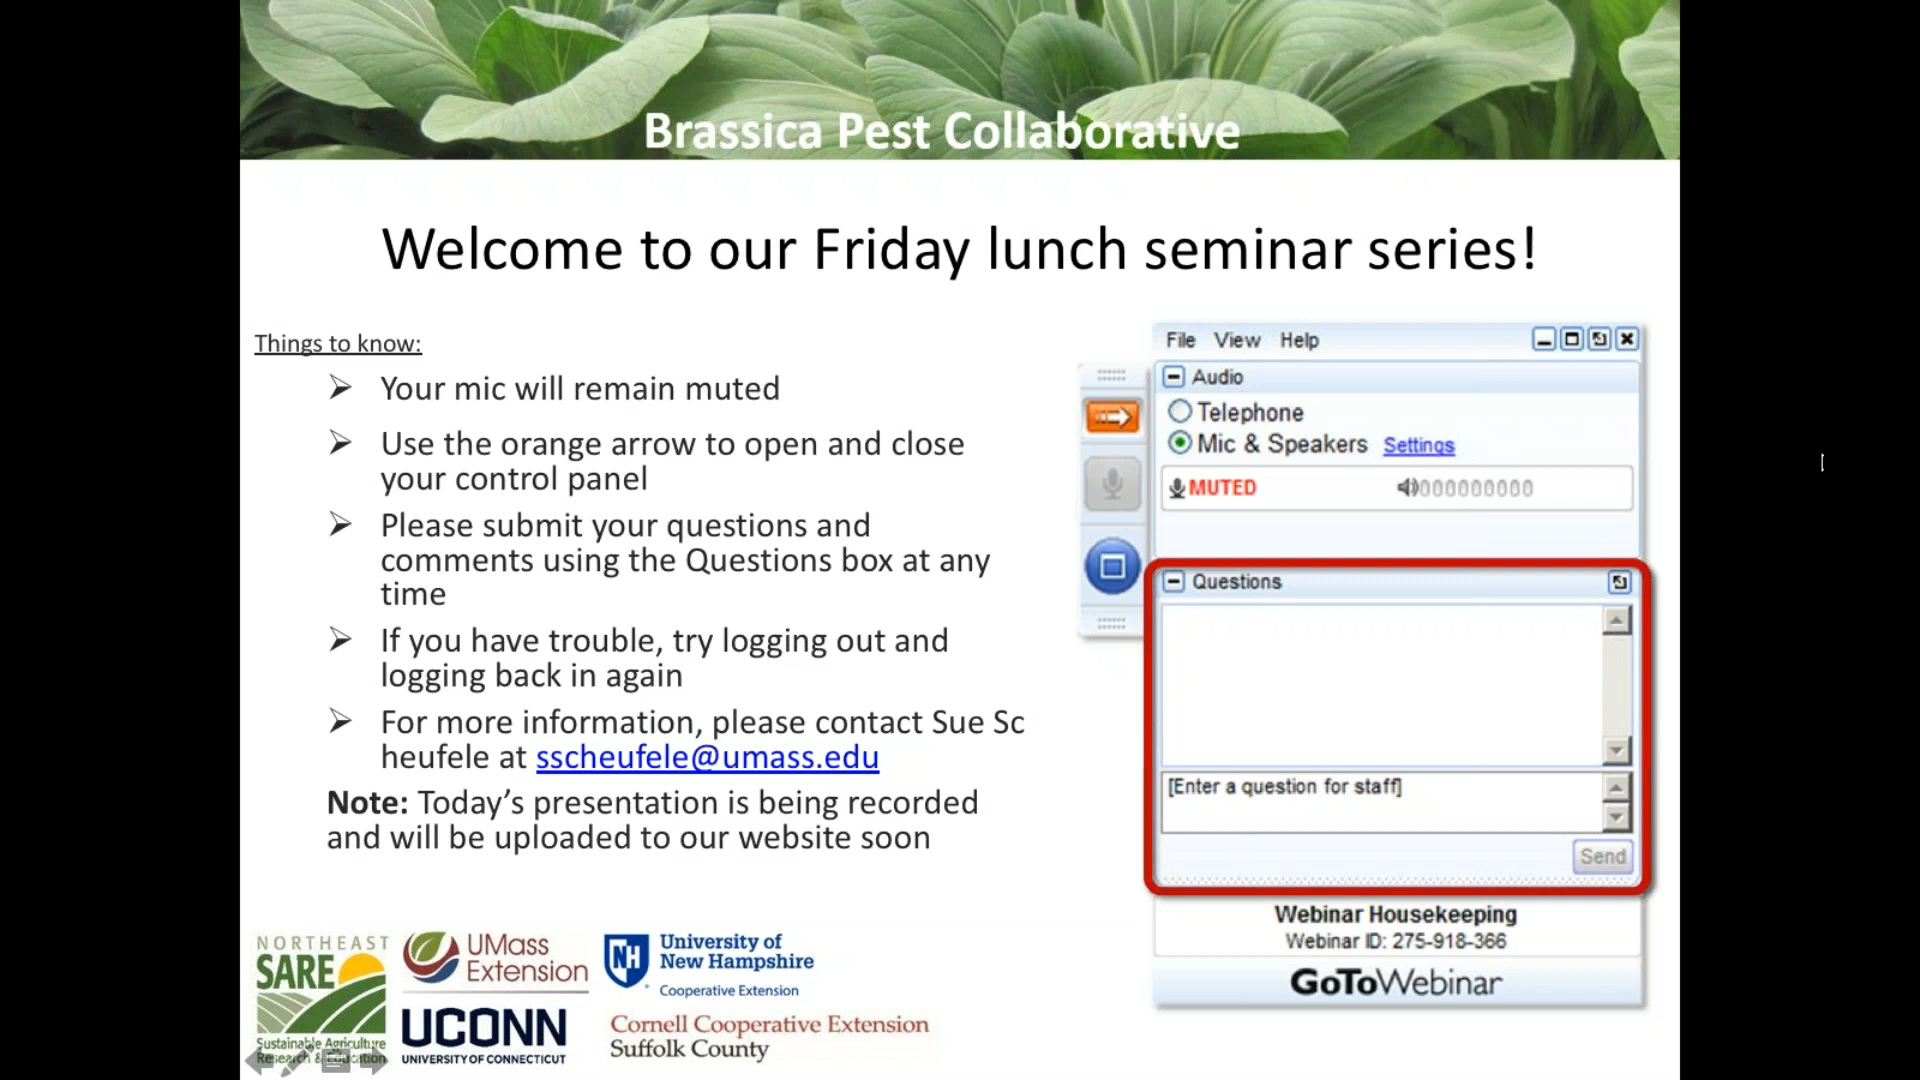 Brassica Pest Collaborative
Welcome to our Friday lunch seminar series!
Things to know:
Your mic will remain muted
Use the orange arrow to open and close
your control panel
Please submit your questions and
comments using the Questions box at any
time
If you have trouble, try logging out and
logging back in again
For more information, please contact Sue Sc
heufele at sscheufele@umass.edu
Note: Today’s presentation is being recorded
and will be uploaded to our website soon
File View Help
Audio
Telephone
Mic & Speakers Settings
MUTED 000000000
Questions
[Enter a question for staff]
Send
Webinar Housekeeping
Webinar ID: 275-918-366
GoToWebinar
NORTHEAST
SARE
Sustainable Agriculture
Research & Education
UMass
Extension
UCONN
UNIVERSITY OF CONNECTICUT
NH
University of
New Hampshire
Cooperative Extension
Cornell Cooperative Extension
Suffolk County